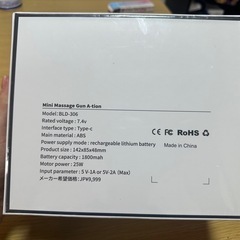 Mini Massage Gun A-tion
Model: BLD-306
Rated voltage : 7.4v
Interface type : Type-c
Main material : ABS
Power supply mode : rechargeable lithium battery
Product size : 142x85x48mm
Battery capacity : 1800mah
Motor power : 25W
Input parameter : 5 V-1A or 5V-2A (Max)
メーカー希望価格 : JP¥9,999
CE FC RoHS
Made in China